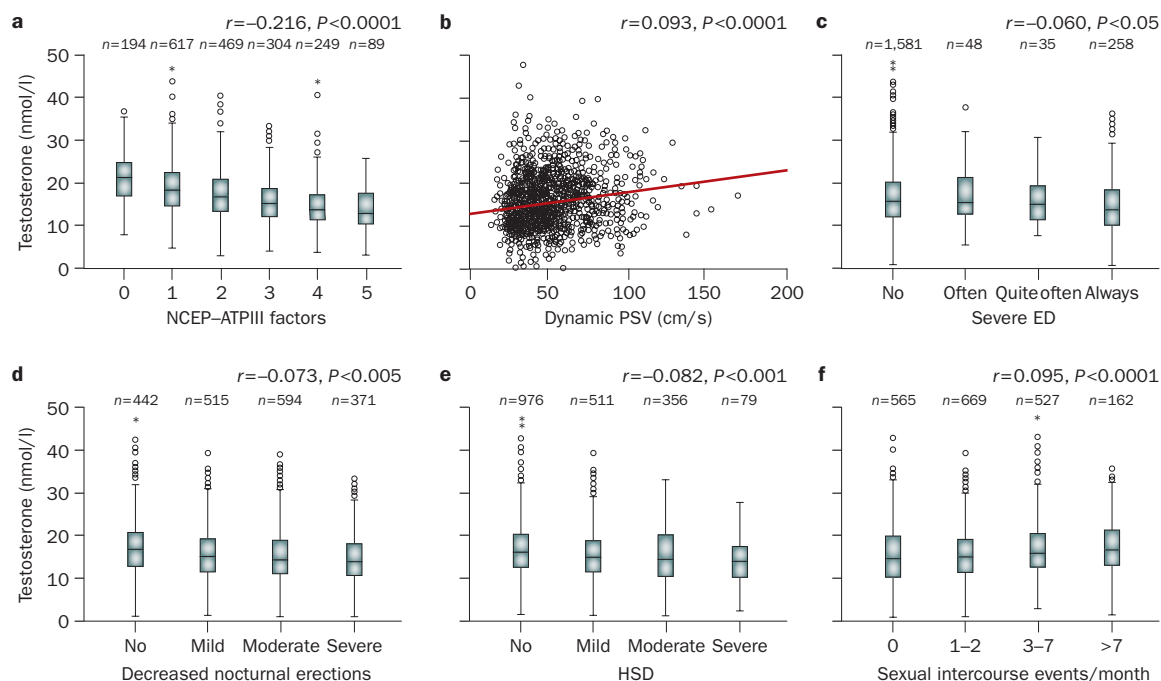 a
r=–0.216, P<0.0001
n=194 n=617 n=469 n=304 n=249 n=89
Testosterone (nmol/l)
50
40
30
20
10
0
* *
0 1 2 3 4 5
NCEP–ATPIII factors
b
r=0.093, P<0.0001
0 50 100 150 200
Dynamic PSV (cm/s)
c
r=–0.060, P<0.05
n=1,581 n=48 n=35 n=258
*
*
No Often Quite often Always
Severe ED
d
r=–0.073, P<0.005
n=442 n=515 n=594 n=371
Testosterone (nmol/l)
50
40
30
20
10
0
*
No Mild Moderate Severe
Decreased nocturnal erections
e
r=–0.082, P<0.001
n=976 n=511 n=356 n=79
*
*
No Mild Moderate Severe
HSD
f
r=0.095, P<0.0001
n=565 n=669 n=527 n=162
*
0 1–2 3–7 >7
Sexual intercourse events/month